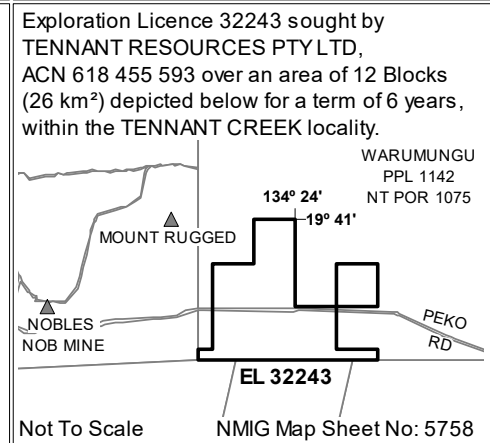 Exploration Licence 32243 sought by
TENNANT RESOURCES PTY LTD,
ACN 618 455 593 over an area of 12 Blocks
(26 km²) depicted below for a term of 6 years,
within the TENNANT CREEK locality.
WARUMUNGU
PPL 1142
NT POR 1075
134° 24'
19° 41'
MOUNT RUGGED
NOBLES
NOB MINE
PEKO
RD
EL 32243
Not To Scale
NMIG Map Sheet No: 5758